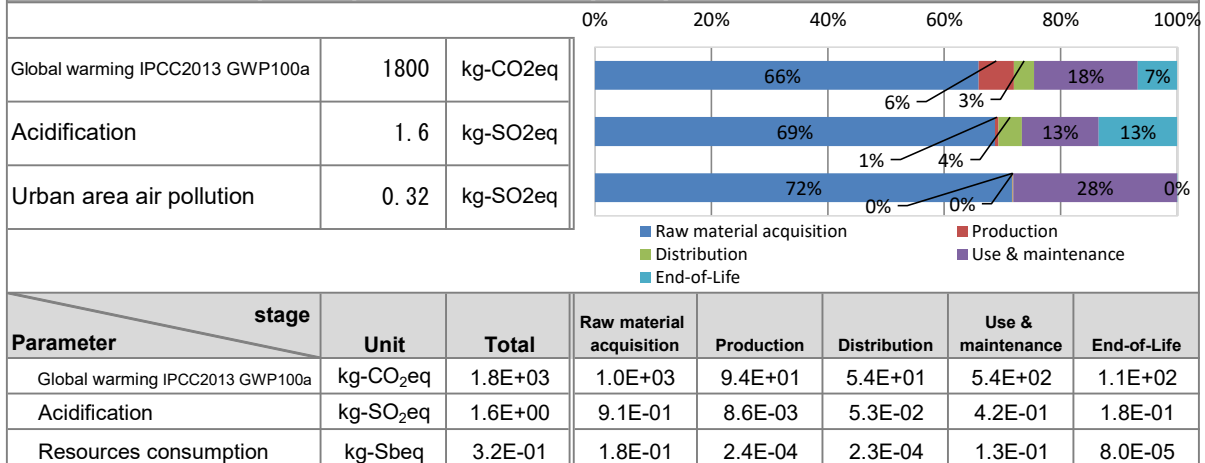 0% 20% 40% 60% 80% 100%
Global warming IPCC2013 GWP100a 1800 kg-CO2eq
66% 6% 3% 18% 7%
Acidification 1.6 kg-SO2eq
69% 1% 4% 13% 13%
Urban area air pollution 0.32 kg-SO2eq
72% 0% 0% 28% 0%
Raw material acquisition Production
Distribution Use & maintenance
End-of-Life
stage
Parameter Unit Total Raw material acquisition Production Distribution Use & maintenance End-of-Life
Global warming IPCC2013 GWP100a kg-CO₂eq 1.8E+03 1.0E+03 9.4E+01 5.4E+01 5.4E+02 1.1E+02
Acidification kg-SO₂eq 1.6E+00 9.1E-01 8.6E-03 5.3E-02 4.2E-01 1.8E-01
Resources consumption kg-Sbeq 3.2E-01 1.8E-01 2.4E-04 2.3E-04 1.3E-01 8.0E-05